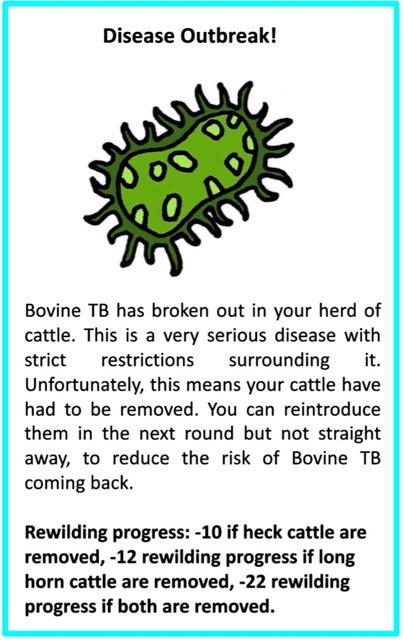 Disease Outbreak!
Bovine TB has broken out in your herd of
cattle. This is a very serious disease with
strict restrictions surrounding it.
Unfortunately, this means your cattle have
had to be removed. You can reintroduce
them in the next round but not straight
away, to reduce the risk of Bovine TB
coming back.
Rewilding progress: -10 if heck cattle are
removed, -12 rewilding progress if long
horn cattle are removed, -22 rewilding
progress if both are removed.